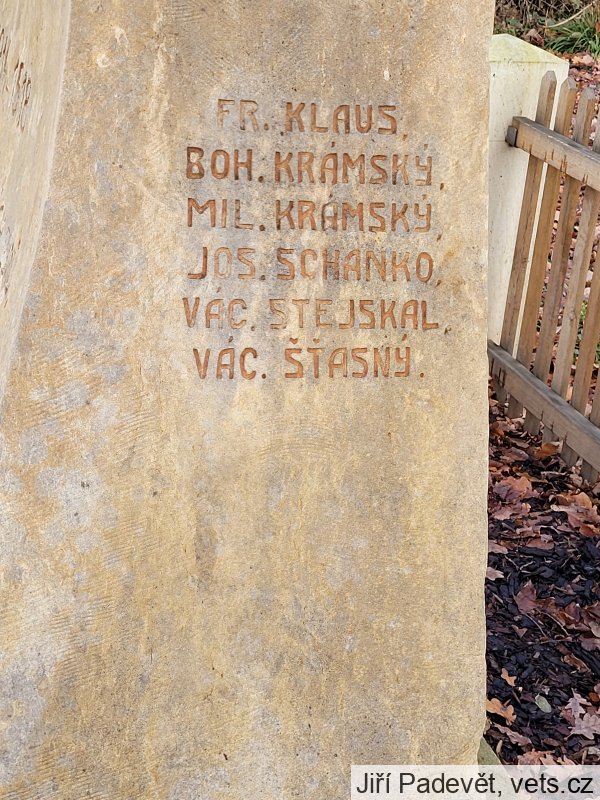 FR. KLAUS,
BOH. KRÁMSKÝ,
MIL. KRÁMSKÝ,
JOS. SCHANKO,
VÁC. STEJSKAL,
VÁC. ŠŤASNÝ.
Jiří Padevět, vets.cz